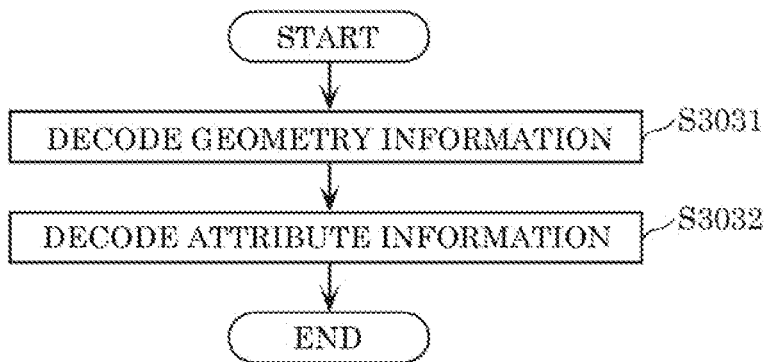 START
DECODE GEOMETRY INFORMATION
S3031
DECODE ATTRIBUTE INFORMATION
S3032
END